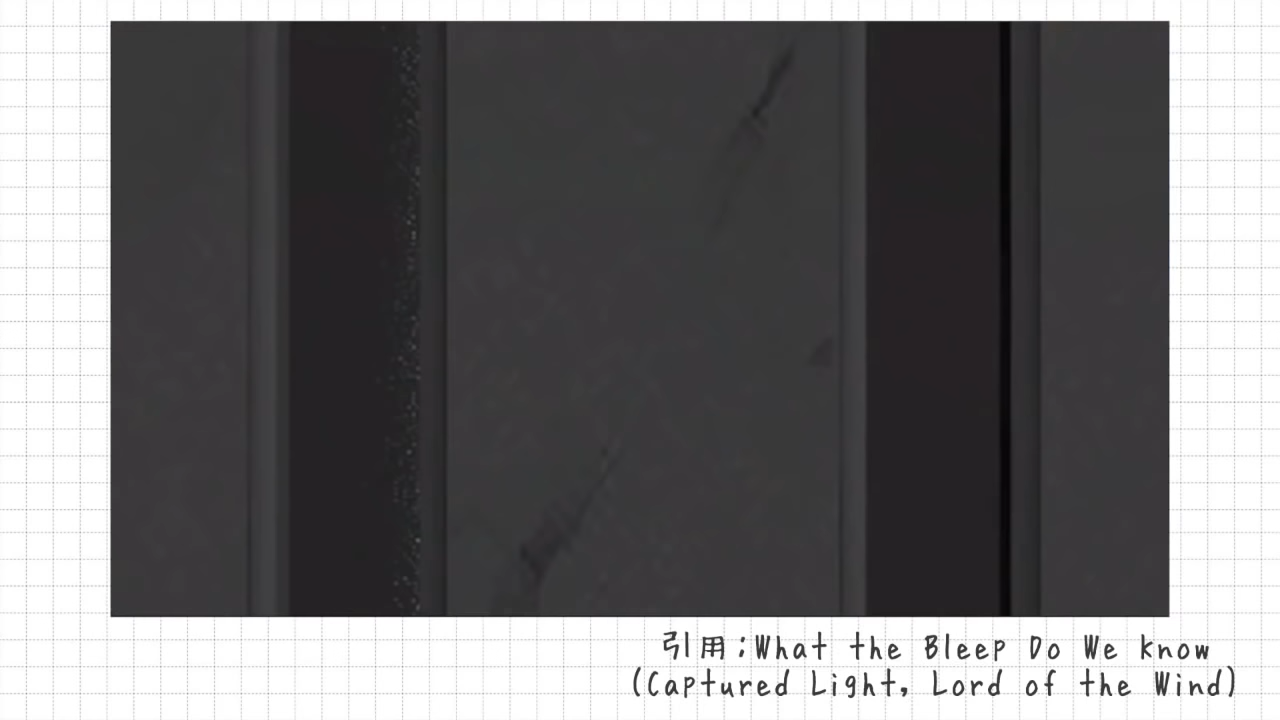 引用:What the Bleep Do We know
(Captured Light, Lord of the Wind)